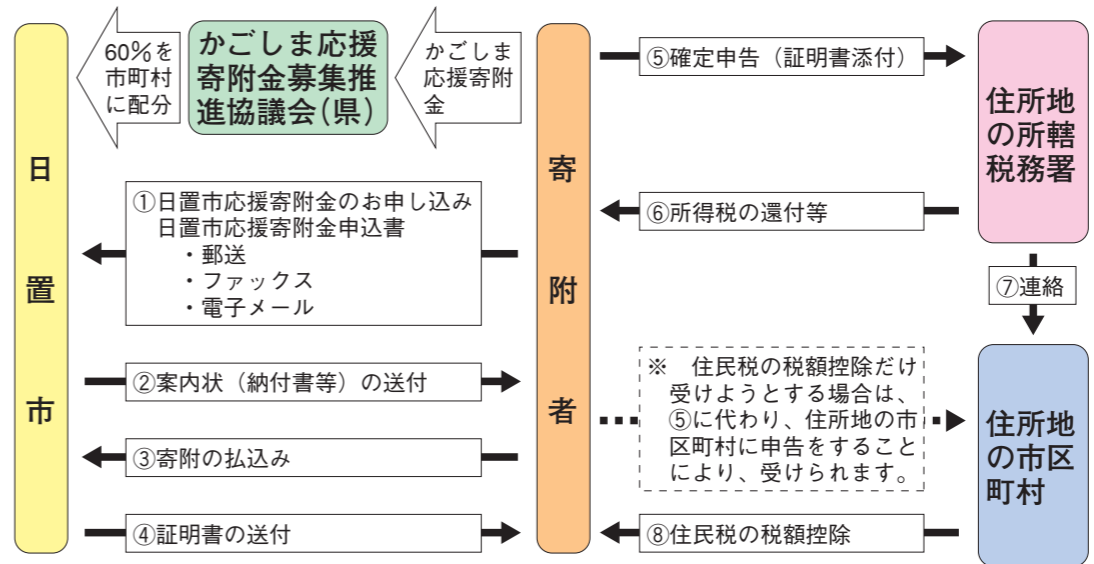 60％を
市町村
に配分
かごしま応援
寄附金募集推
進協議会（県）
かごしま
応援寄附
金
日置市
寄附者
①日置市応援寄附金のお申し込み
日置市応援寄附金申込書
・郵送
・ファックス
・電子メール
②案内状（納付書等）の送付
③寄附の払込み
④証明書の送付
⑤確定申告（証明書添付）
⑥所得税の還付等
住所地
の所轄
税務署
⑦連絡
※　住民税の税額控除だけ
受けようとする場合は、
⑤に代わり、住所地の市
区町村に申告をすること
により、受けられます。
住所地
の市区
町村
⑧住民税の税額控除